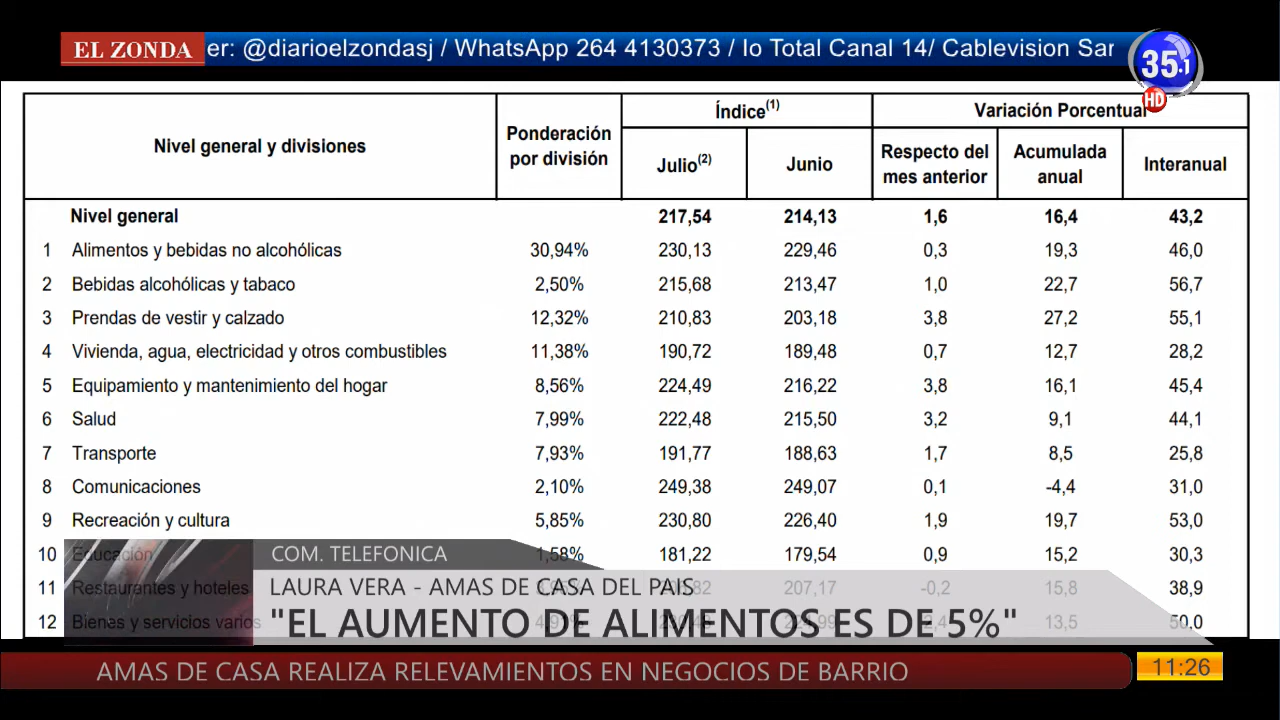 EL ZONDA er: @diarioelzondasj / WhatsApp 264 4130373 / Io Total Canal 14/ Cablevision Sar
35.1
HD
Nivel general y divisiones Ponderación por división Índice(1) Variación Porcentual
Julio(2) Junio Respecto del mes anterior Acumulada anual Interanual
Nivel general 217,54 214,13 1,6 16,4 43,2
1 Alimentos y bebidas no alcohólicas 30,94% 230,13 229,46 0,3 19,3 46,0
2 Bebidas alcohólicas y tabaco 2,50% 215,68 213,47 1,0 22,7 56,7
3 Prendas de vestir y calzado 12,32% 210,83 203,18 3,8 27,2 55,1
4 Vivienda, agua, electricidad y otros combustibles 11,38% 190,72 189,48 0,7 12,7 28,2
5 Equipamiento y mantenimiento del hogar 8,56% 224,49 216,22 3,8 16,1 45,4
6 Salud 7,99% 222,48 215,50 3,2 9,1 44,1
7 Transporte 7,93% 191,77 188,63 1,7 8,5 25,8
8 Comunicaciones 2,10% 249,38 249,07 0,1 -4,4 31,0
9 Recreación y cultura 5,85% 230,80 226,40 1,9 19,7 53,0
10 Educación 1,58% 181,22 179,54 0,9 15,2 30,3
11 Restaurantes y hoteles 207,17 -0,2 15,8 38,9
12 Bienes y servicios varios 13,5 50,0
COM. TELEFONICA
LAURA VERA - AMAS DE CASA DEL PAIS
"EL AUMENTO DE ALIMENTOS ES DE 5%"
AMAS DE CASA REALIZA RELEVAMIENTOS EN NEGOCIOS DE BARRIO 11:26